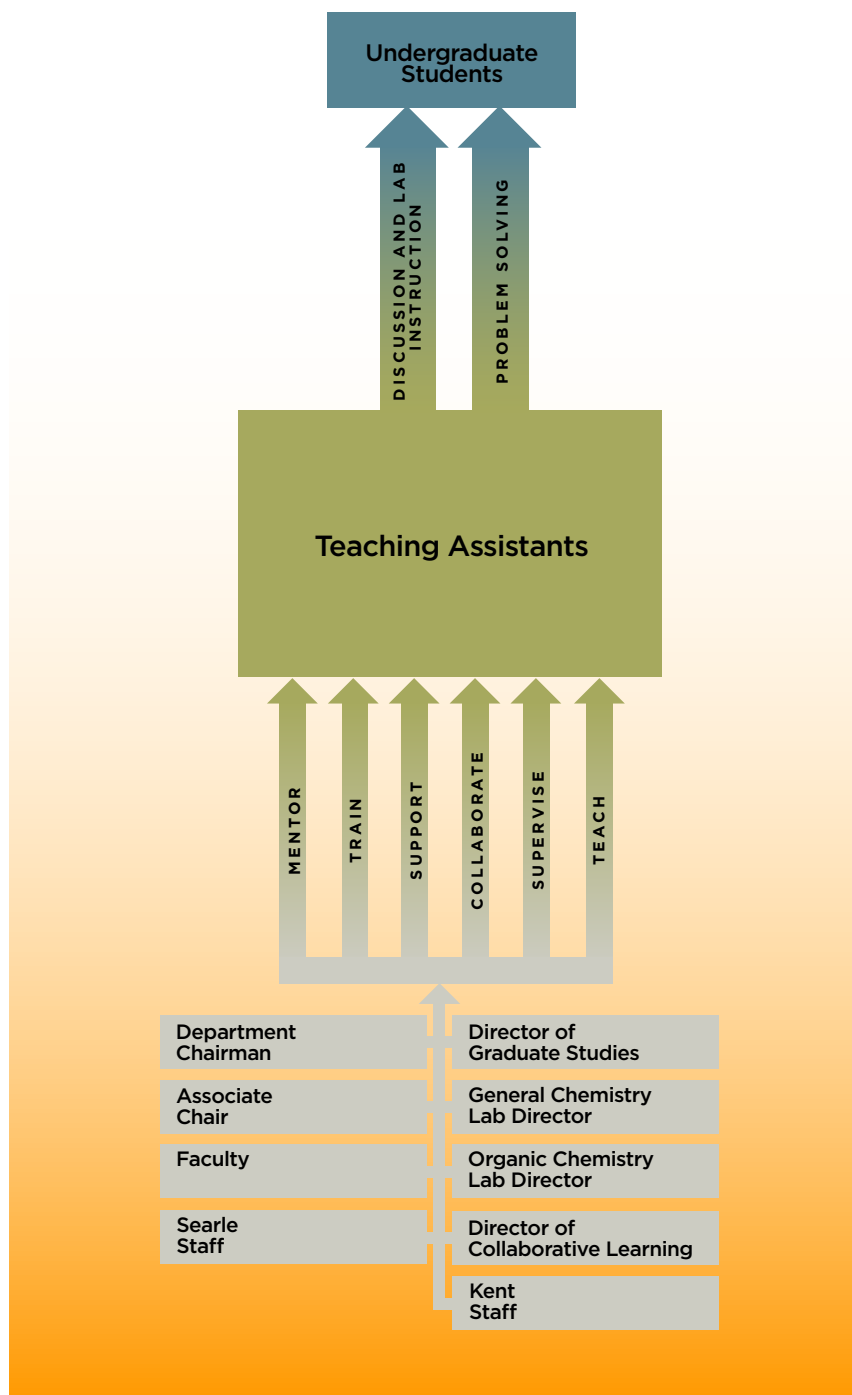 Undergraduate
Students
DISCUSSION AND LAB
INSTRUCTION
PROBLEM SOLVING
Teaching Assistants
MENTOR
TRAIN
SUPPORT
COLLABORATE
SUPERVISE
TEACH
Department
Chairman
Director of
Graduate Studies
Associate
Chair
General Chemistry
Lab Director
Faculty
Organic Chemistry
Lab Director
Searle
Staff
Director of
Collaborative Learning
Kent
Staff